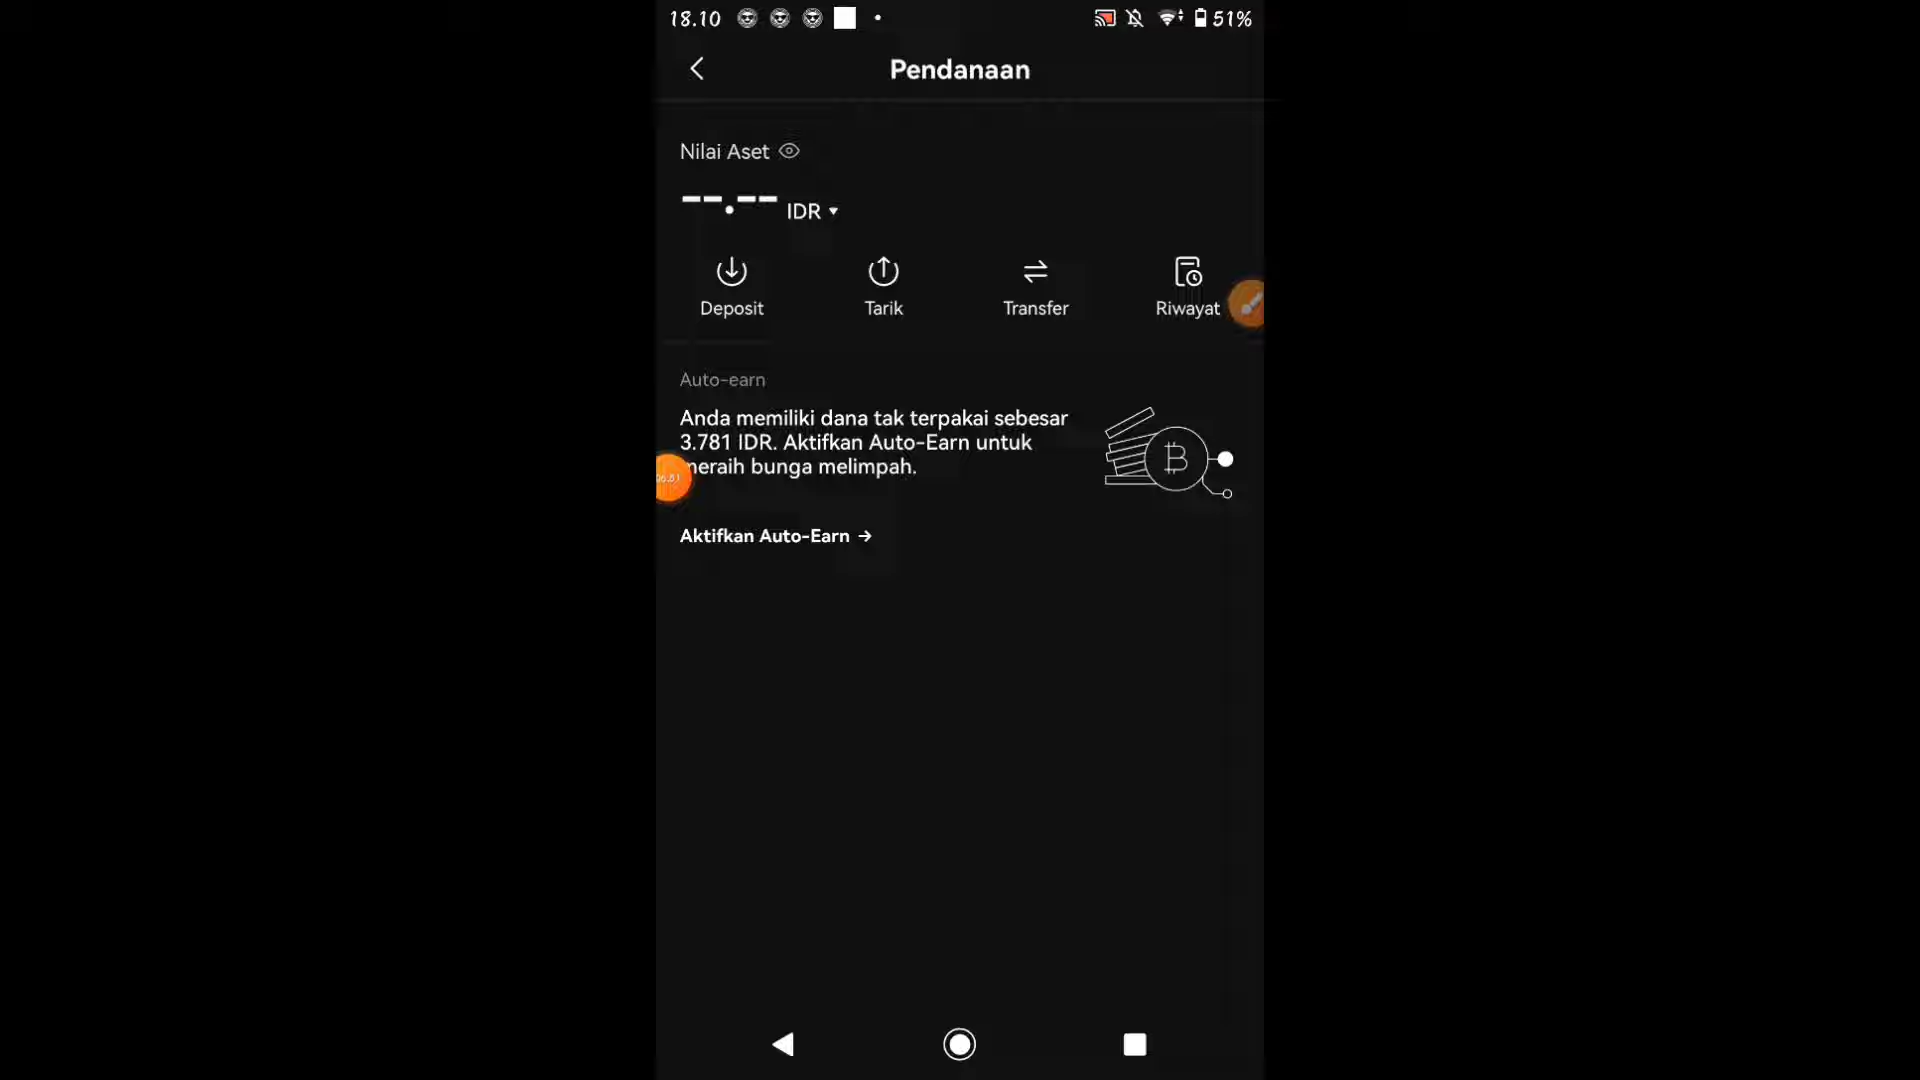 18.10
51%
Pendanaan
Nilai Aset
--.-- IDR
Deposit
Tarik
Transfer
Riwayat
Auto-earn
Anda memiliki dana tak terpakai sebesar
3.781 IDR. Aktifkan Auto-Earn untuk
meraih bunga melimpah.
Aktifkan Auto-Earn →